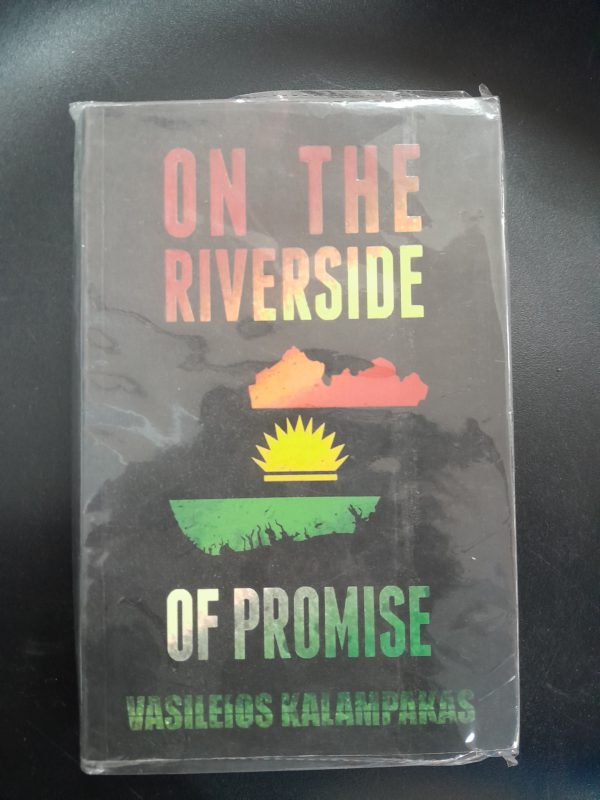 ON THE
RIVERSIDE
OF PROMISE
VASILEIOS KALAMPAKAS